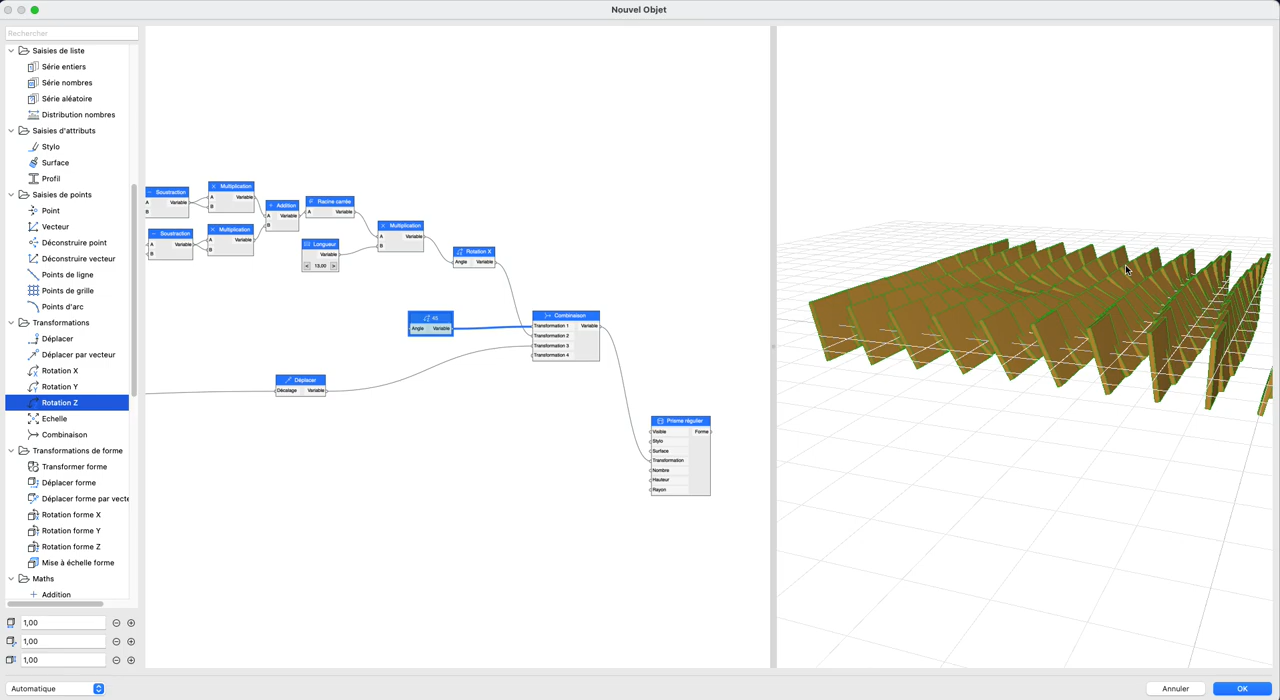 Nouvel Objet
Rechercher
Saisies de liste
Série entiers
Série nombres
Série aléatoire
Distribution nombres
Saisies d'attributs
Stylo
Surface
Profil
Saisies de points
Point
Vecteur
Déconstruire point
Déconstruire vecteur
Points de ligne
Points de grille
Points d'arc
Transformations
Déplacer
Déplacer par vecteur
Rotation X
Rotation Y
Rotation Z
Echelle
Combinaison
Transformations de forme
Transformer forme
Déplacer forme
Déplacer forme par vecte
Rotation forme X
Rotation forme Y
Rotation forme Z
Mise à échelle forme
Maths
Addition
1,00
1,00
1,00
Automatique
Soustraction
A Variable
B
Multiplication
A Variable
B
Soustraction
A Variable
B
Multiplication
A Variable
B
Addition
A Variable
B
Racine carrée
A Variable
Longueur
Variable
< 13,00 >
Multiplication
A Variable
B
Rotation X
Angle Variable
45
Angle Variable
Déplacer
Décalage Variable
Combinaison
Transformation 1 Variable
Transformation 2
Transformation 3
Transformation 4
Prisme régulier
Visible Forme
Stylo
Surface
Transformation
Nombre
Hauteur
Rayon
Annuler
OK